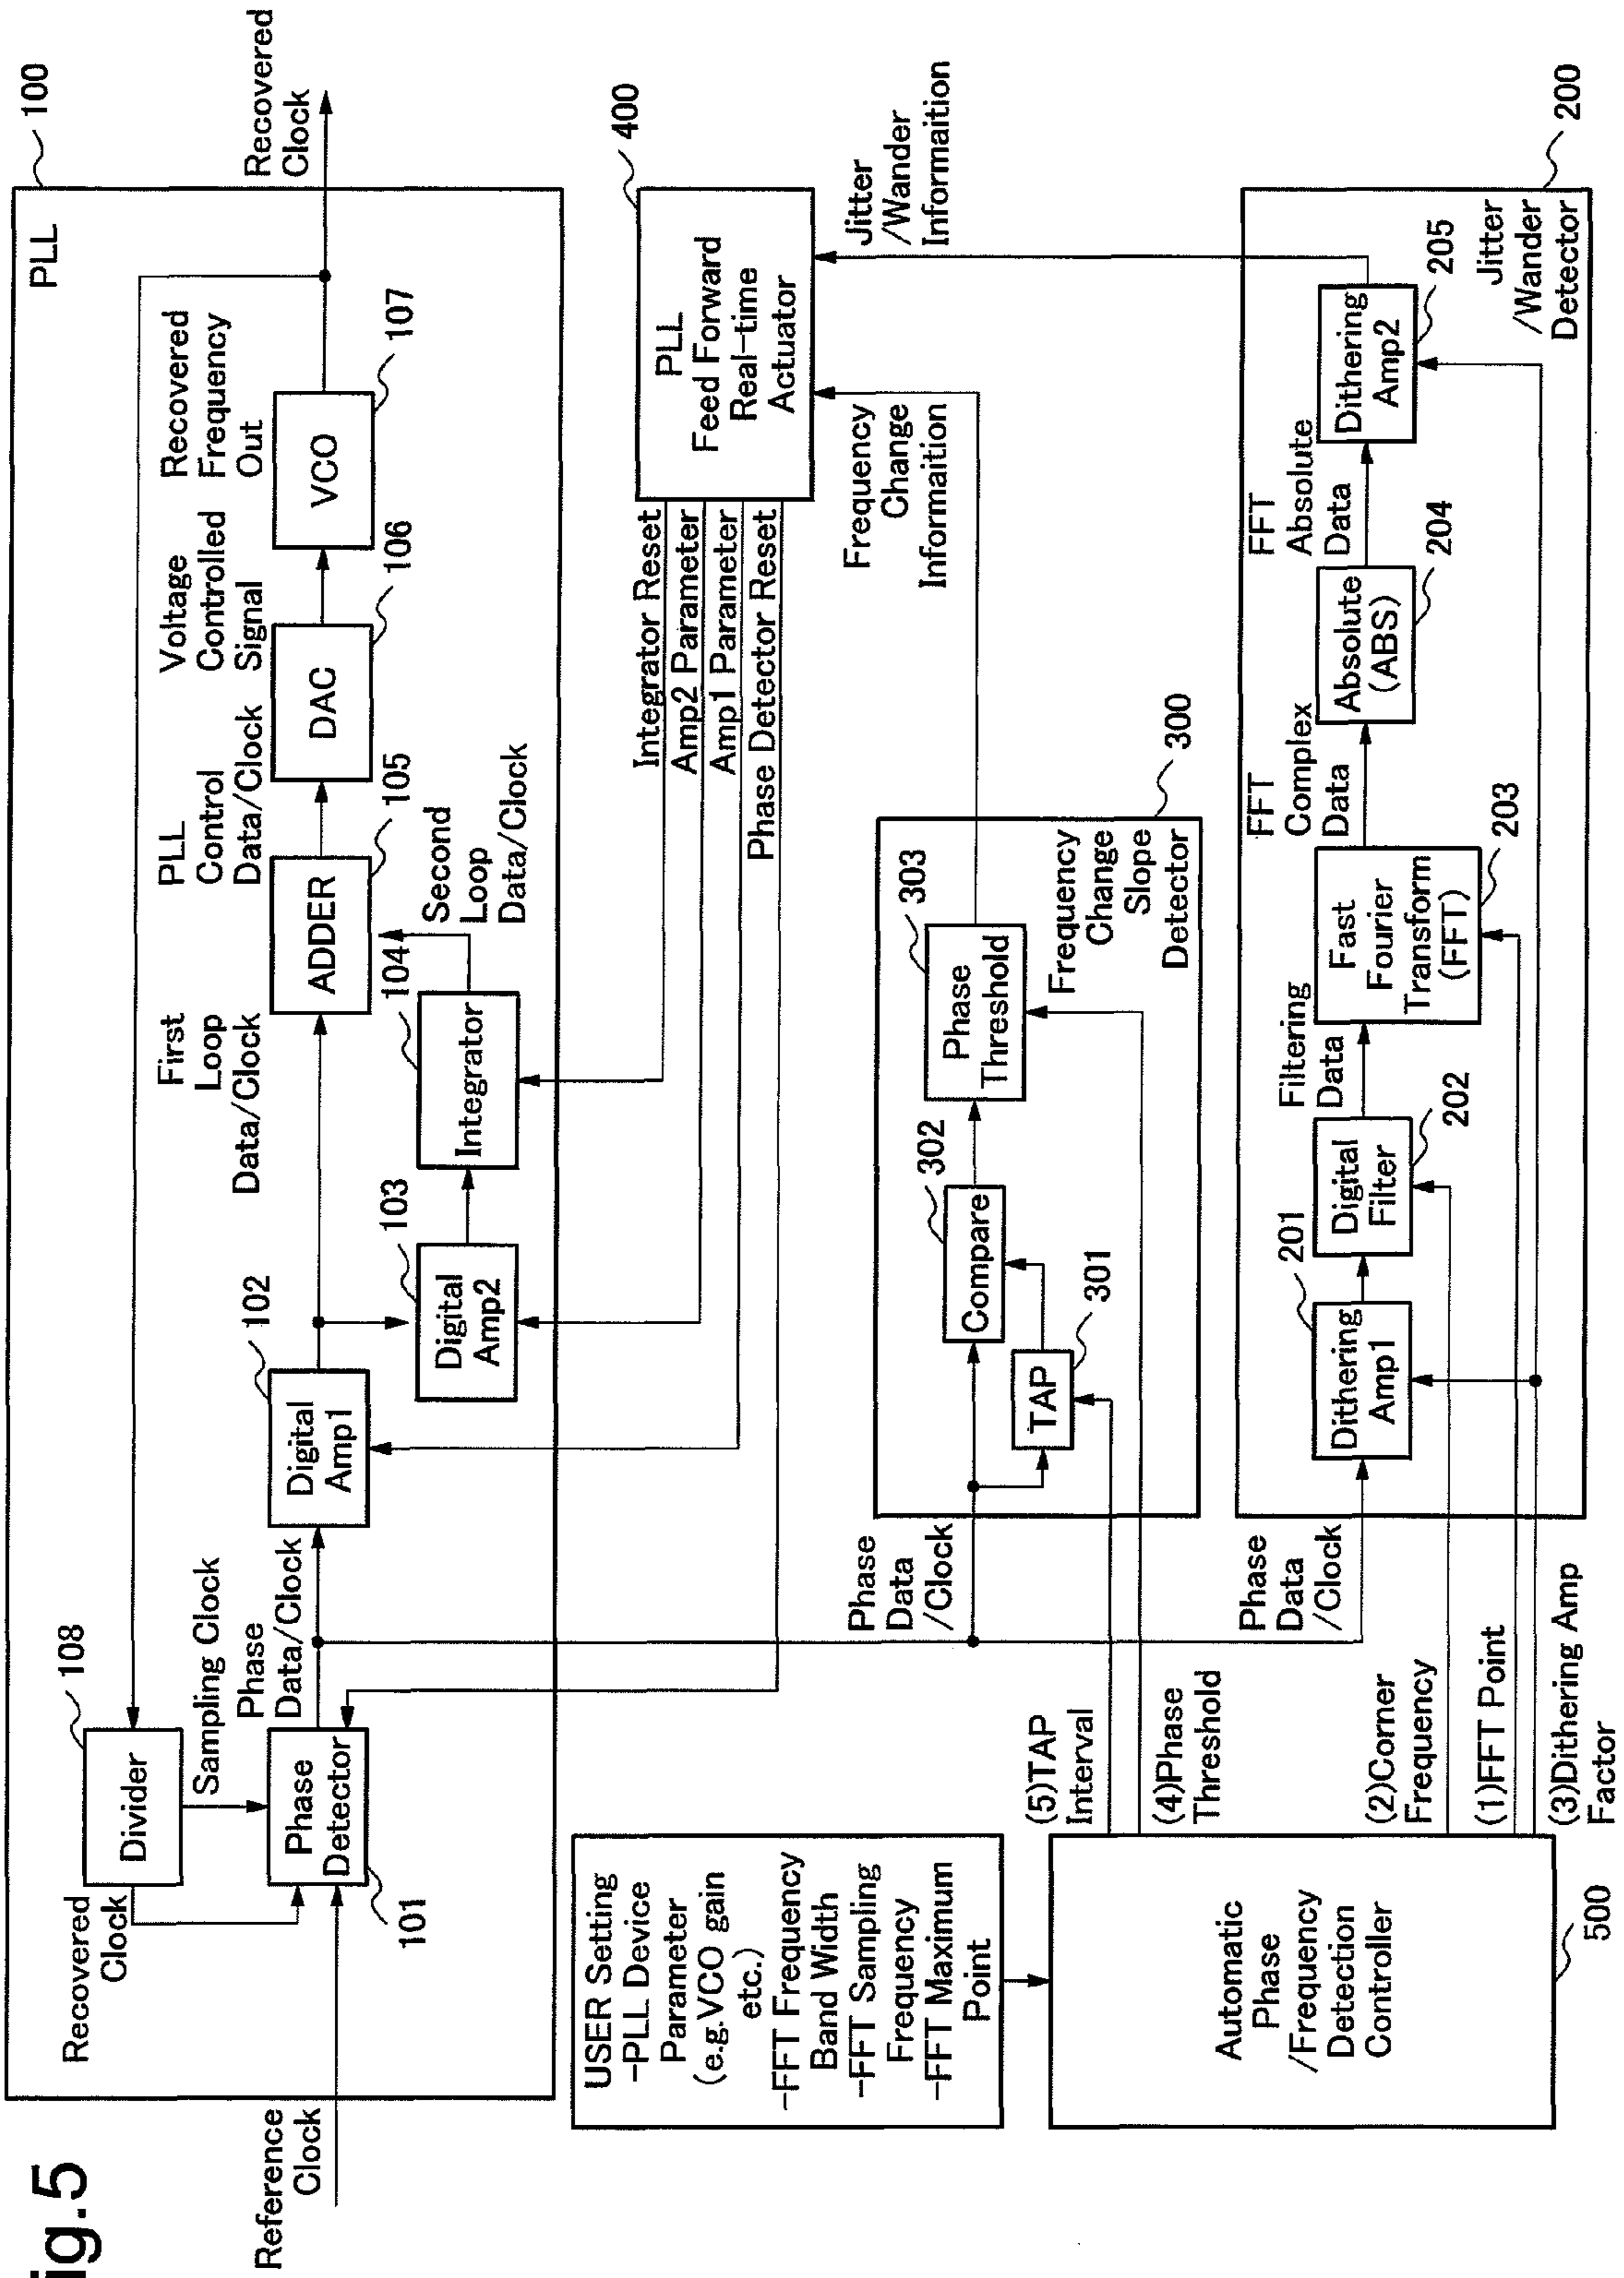 ig.5
100
PLL
Recovered
Clock
108
Divider
Recovered
Clock
Sampling Clock
Reference
Clock
Phase
Detector
101
Phase
Data/Clock
102
Digital
Amp1
First
Loop
Data/Clock
103
Digital
Amp2
104
Integrator
Second
Loop
Data/Clock
ADDER
105
PLL
Control
Data/Clock
DAC
106
Voltage
Controlled
Signal
VCO
107
Recovered
Frequency
Out
400
PLL
Feed Forward
Real-time
Actuator
Integrator Reset
Amp2 Parameter
Amp1 Parameter
Phase Detector Reset
Frequency
Change
Informaition
Jitter
/Wander
Informaition
USER Setting
-PLL Device
Parameter
(e.g.VCO gain
etc.)
-FFT Frequency
Band Width
-FFT Sampling
Frequency
-FFT Maximum
Point
300
Phase
Data
/Clock
TAP
301
Compare
302
Phase
Threshold
303
Frequency
Change
Slope
Detector
Automatic
Phase
/Frequency
Detection
Controller
500
(5)TAP
Interval
(4)Phase
Threshold
(2)Corner
Frequency
(1)FFT Point
(3)Dithering Amp
Factor
200
Phase
Data
/Clock
201
Dithering
Amp1
Digital
Filter
202
Filtering
Data
Fast
Fourier
Transform
(FFT)
203
FFT
Complex
Data
Absolute
(ABS)
204
FFT
Absolute
Data
Dithering
Amp2
205
Jitter
/Wander
Detector